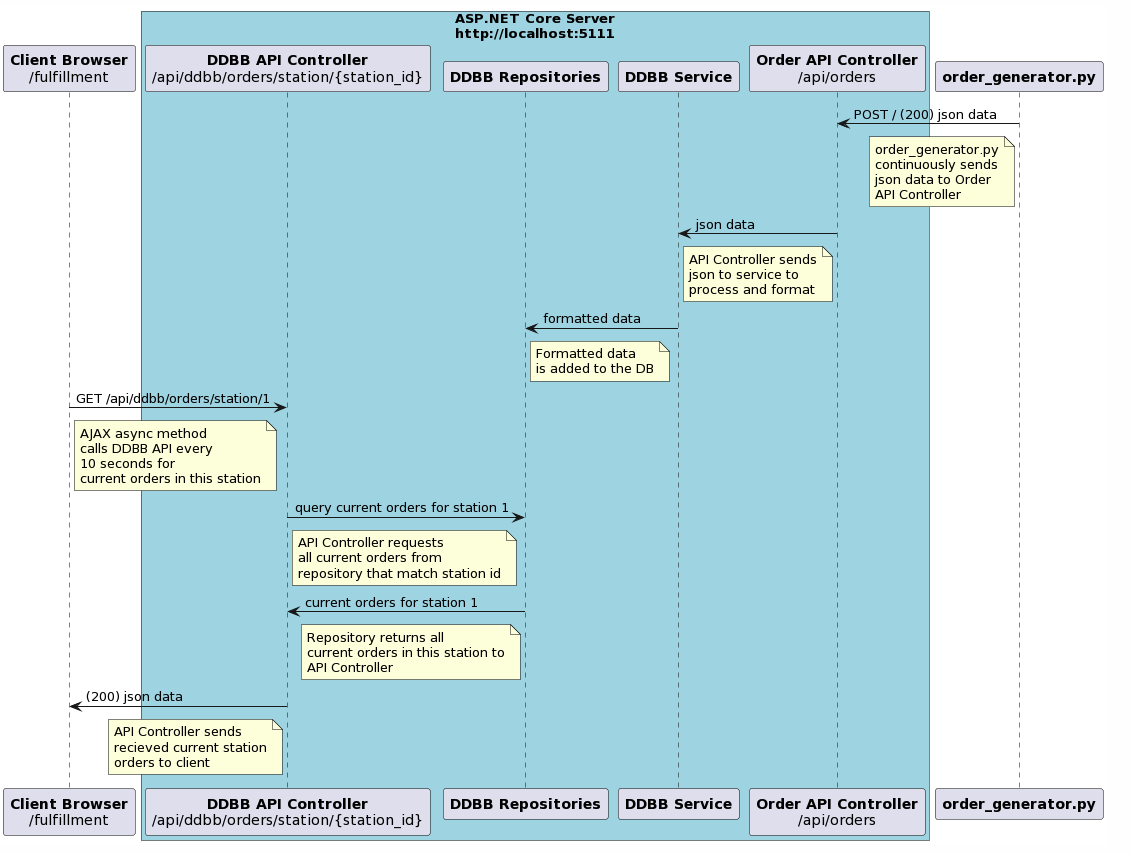 ASP.NET Core Server
http://localhost:5111
Client Browser
/fulfillment
DDBB API Controller
/api/ddbb/orders/station/{station_id}
DDBB Repositories
DDBB Service
Order API Controller
/api/orders
order_generator.py
POST / (200) json data
order_generator.py
continuously sends
json data to Order
API Controller
json data
API Controller sends
json to service to
process and format
formatted data
Formatted data
is added to the DB
GET /api/ddbb/orders/station/1
AJAX async method
calls DDBB API every
10 seconds for
current orders in this station
query current orders for station 1
API Controller requests
all current orders from
repository that match station id
current orders for station 1
Repository returns all
current orders in this station to
API Controller
(200) json data
API Controller sends
recieved current station
orders to client
Client Browser
/fulfillment
DDBB API Controller
/api/ddbb/orders/station/{station_id}
DDBB Repositories
DDBB Service
Order API Controller
/api/orders
order_generator.py